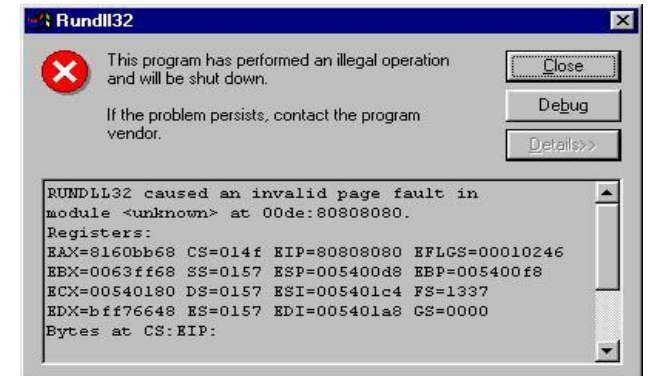 Rundll32
This program has performed an illegal operation
and will be shut down.
If the problem persists, contact the program
vendor.
Close
Debug
Details>>
RUNDLL32 caused an invalid page fault in
module <unknown> at 00de:80808080.
Registers:
EAX=8160bb68 CS=014f EIP=80808080 EFLGS=00010246
EBX=0063ff68 SS=0157 ESP=005400d8 EBP=005400f8
ECX=00540180 DS=0157 ESI=005401c4 FS=1337
EDX=bff76648 ES=0157 EDI=005401a8 GS=0000
Bytes at CS:EIP: